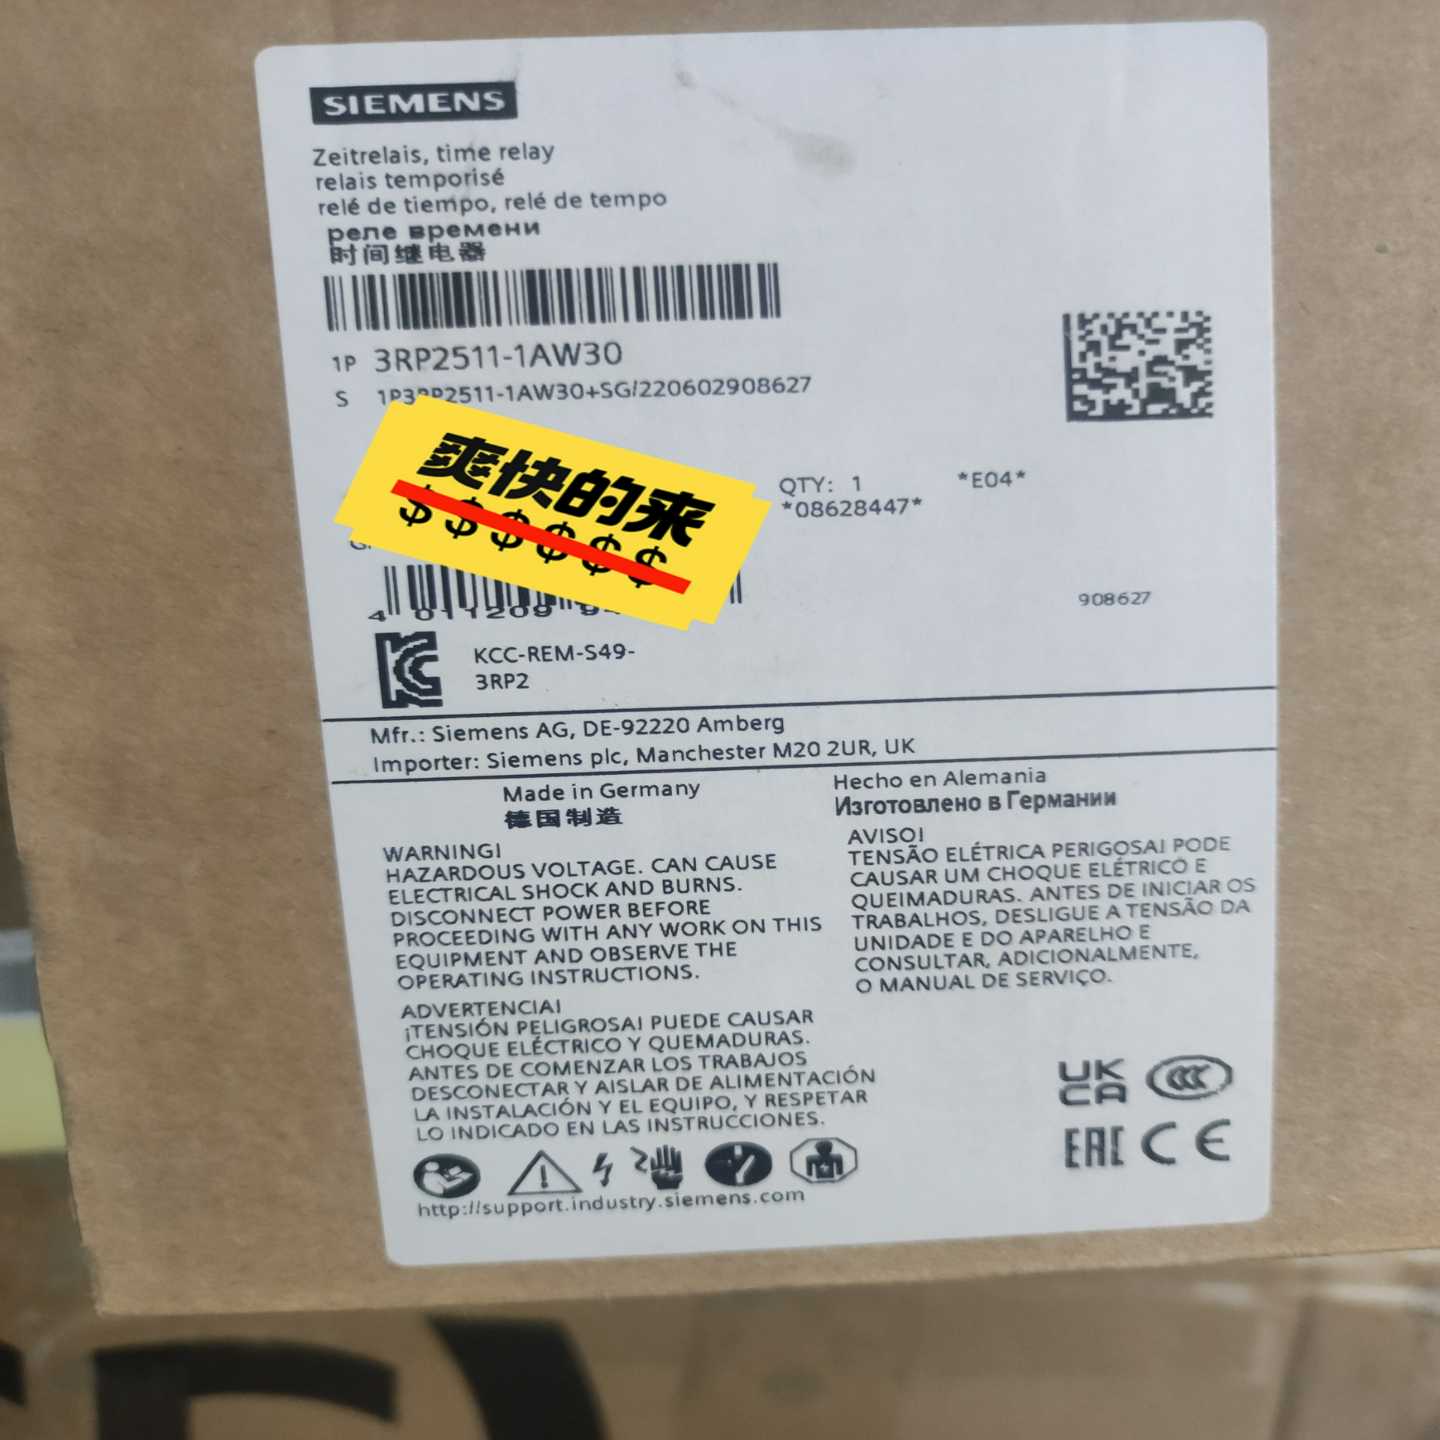 SIEMENS
Zeitrelais, time relay
relais temporisé
relé de tiempo, relé de tempo
реле времени
时间继电器
1P 3RP2511-1AW30
S 1P3RP2511-1AW30+SG/220602908627
爽快的来
$$$$$$
QTY: 1 *E04*
*08628447*
908627
4 011209
KCC-REM-S49-
3RP2
Mfr.: Siemens AG, DE-92220 Amberg
Importer: Siemens plc, Manchester M20 2UR, UK
Made in Germany
德国制造
Hecho en Alemania
Изготовлено в Германии
WARNING!
HAZARDOUS VOLTAGE. CAN CAUSE
ELECTRICAL SHOCK AND BURNS.
DISCONNECT POWER BEFORE
PROCEEDING WITH ANY WORK ON THIS
EQUIPMENT AND OBSERVE THE
OPERATING INSTRUCTIONS.
AVISO!
TENSÃO ELÉTRICA PERIGOSA! PODE
CAUSAR UM CHOQUE ELÉTRICO E
QUEIMADURAS. ANTES DE INICIAR OS
TRABALHOS, DESLIGUE A TENSÃO DA
UNIDADE E DO APARELHO E
CONSULTAR, ADICIONALMENTE,
O MANUAL DE SERVIÇO.
ADVERTENCIA!
¡TENSIÓN PELIGROSA! PUEDE CAUSAR
CHOQUE ELÉCTRICO Y QUEMADURAS.
ANTES DE COMENZAR LOS TRABAJOS
DESCONECTAR Y AISLAR DE ALIMENTACIÓN
LA INSTALACIÓN Y EL EQUIPO, Y RESPETAR
LO INDICADO EN LAS INSTRUCCIONES.
UK
CA
CCC
EAC CE
http://support.industry.siemens.com